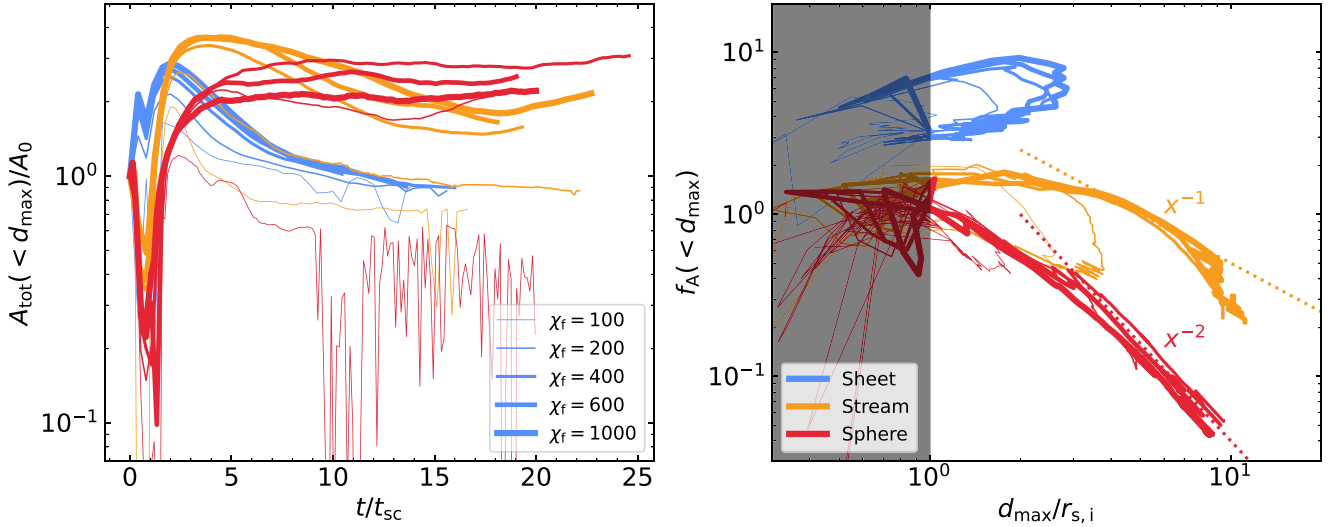 A_tot(< d_max)/A_0
10^0
10^−1
0
5
10
15
20
25
t/t_sc
χ_f = 100
χ_f = 200
χ_f = 400
χ_f = 600
χ_f = 1000
f_A(< d_max)
10^1
10^0
10^−1
x^−1
x^−2
Sheet
Stream
Sphere
10^0
10^1
d_max/r_s,i